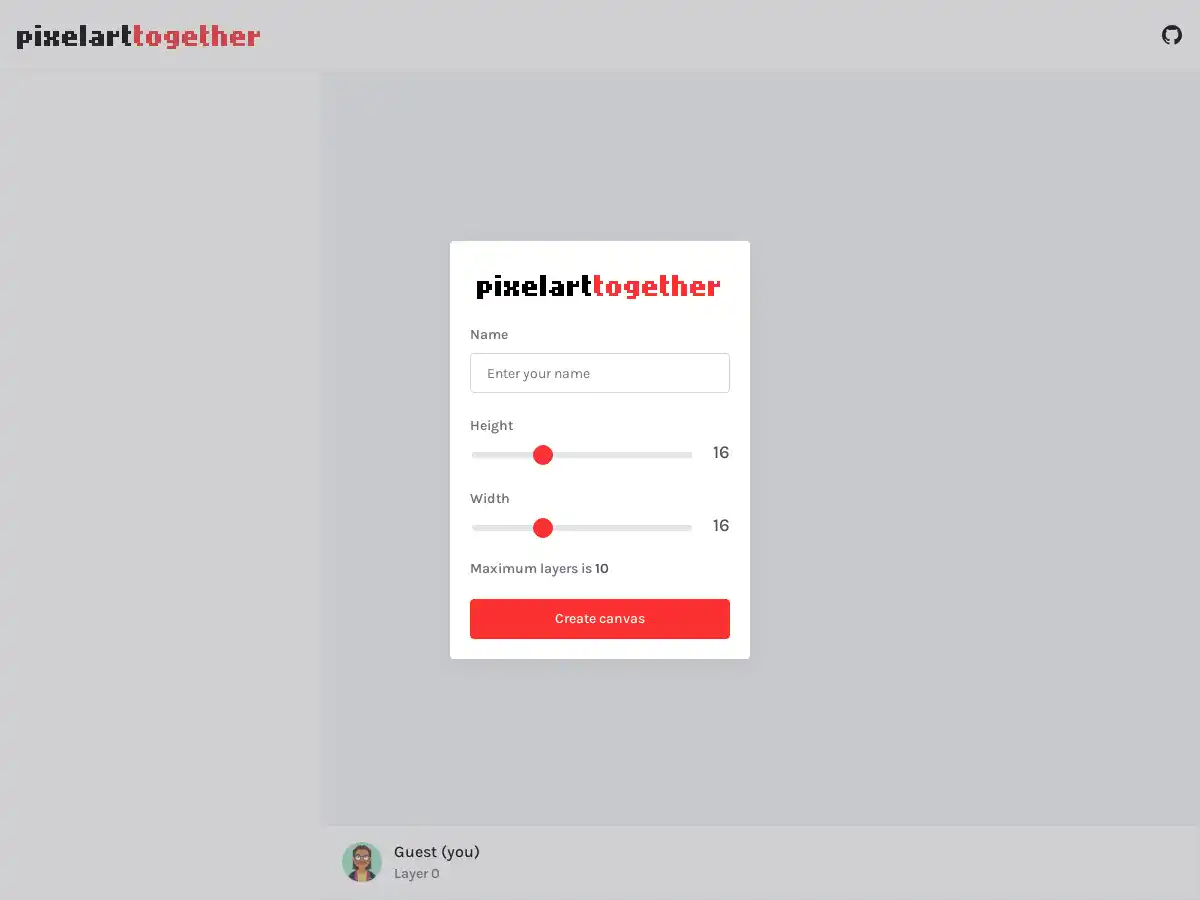 pixelarttogether
pixelarttogether
Name
Enter your name
Height
16
Width
16
Maximum layers is 10
Create canvas
Guest (you)
Layer 0